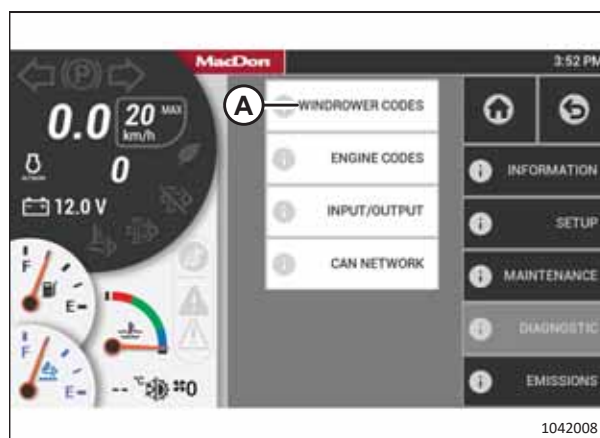 MacDon
3:52 PM
P
0.0
20 MAX
km/h
0
12.0 V
F
E
F
E
-- °C 0
A
WINDROWER CODES
ENGINE CODES
INPUT/OUTPUT
CAN NETWORK
INFORMATION
SETUP
MAINTENANCE
DIAGNOSTIC
EMISSIONS
1042008